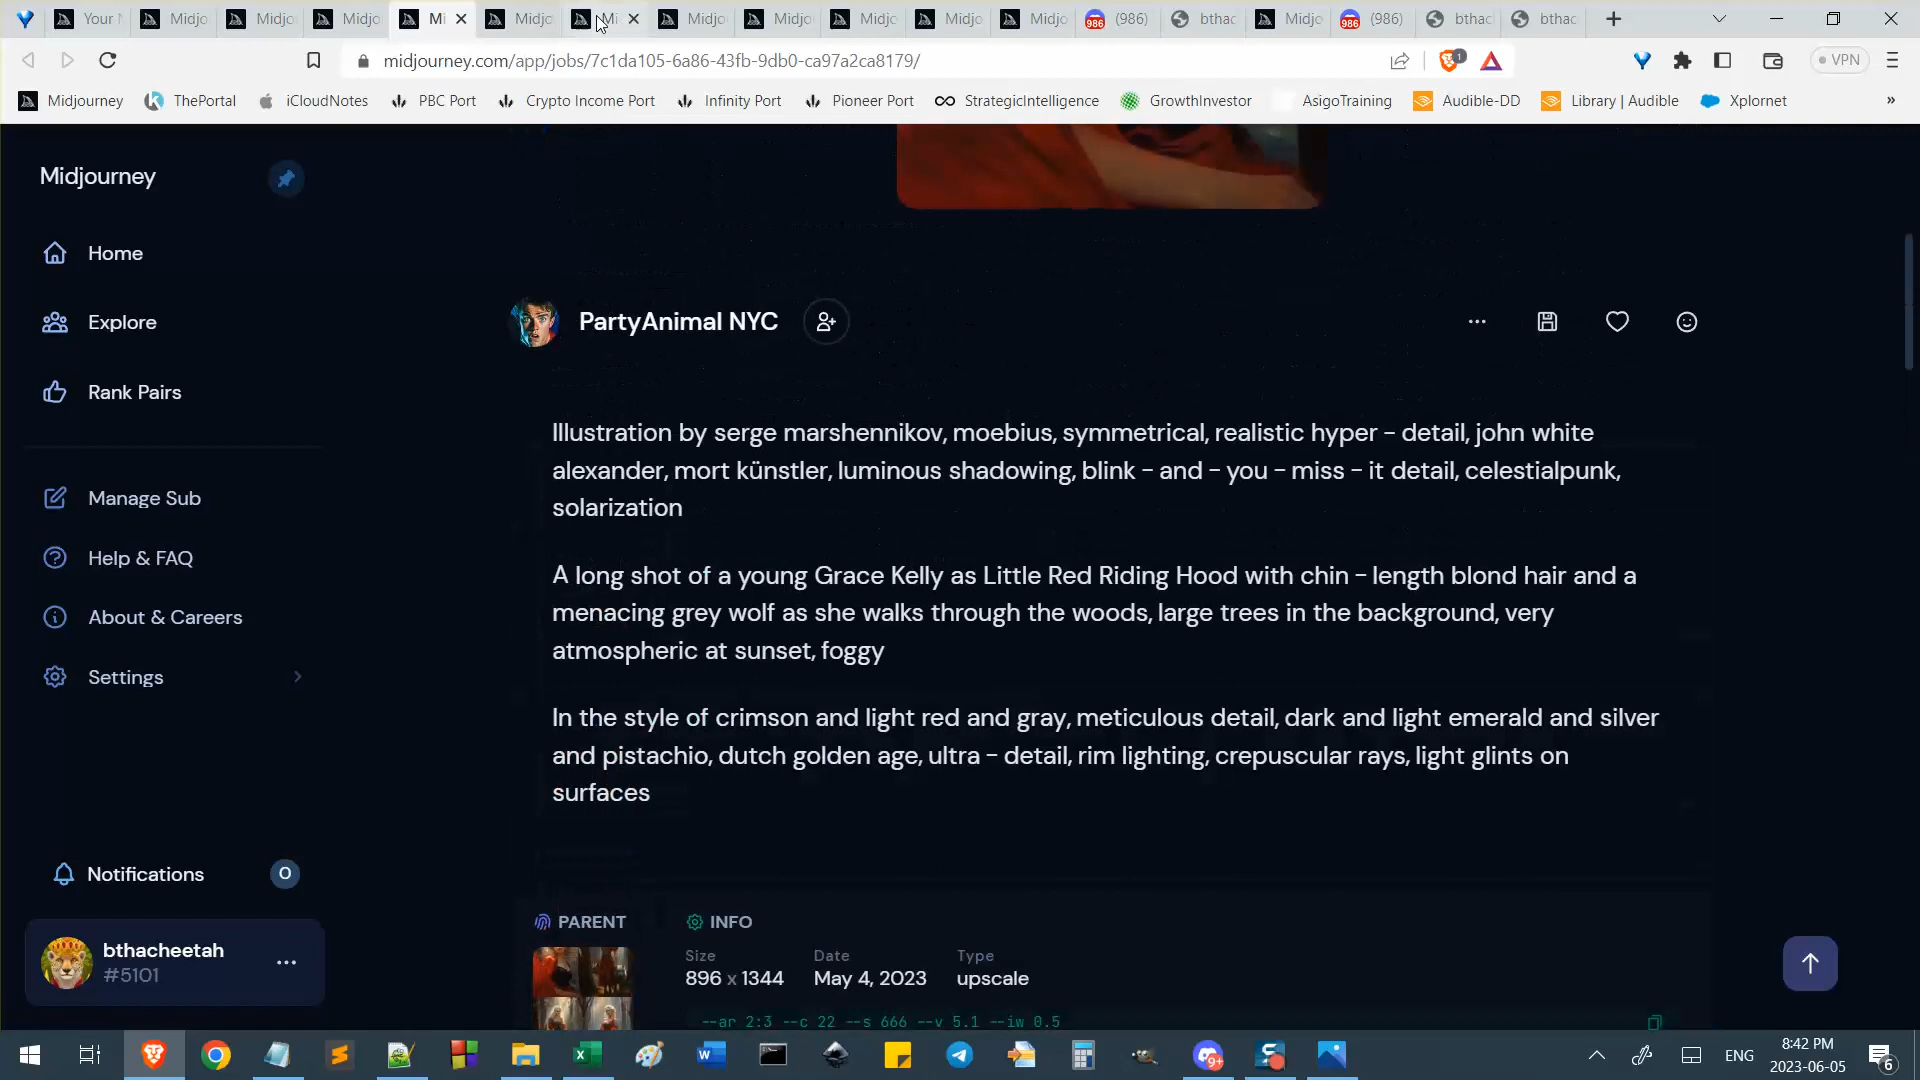 Your
Midjo
Midjo
Midjo
Mi
Midjo
Mi
Midjo
Midjo
Midjo
Midjo
Midjo
(986)
bthac
Midjo
(986)
bthac
bthac
midjourney.com/app/jobs/7c1da105-6a86-43fb-9db0-ca97a2ca8179/
1
VPN
Midjourney
ThePortal
iCloudNotes
PBC Port
Crypto Income Port
Infinity Port
Pioneer Port
StrategicIntelligence
GrowthInvestor
AsigoTraining
Audible-DD
Library | Audible
Xplornet
»
Midjourney
Home
Explore
Rank Pairs
Manage Sub
Help & FAQ
About & Careers
Settings
Notifications 0
bthacheetah
#5101
PartyAnimal NYC
Illustration by serge marshennikov, moebius, symmetrical, realistic hyper - detail, john white
alexander, mort künstler, luminous shadowing, blink - and - you - miss - it detail, celestialpunk,
solarization
A long shot of a young Grace Kelly as Little Red Riding Hood with chin - length blond hair and a
menacing grey wolf as she walks through the woods, large trees in the background, very
atmospheric at sunset, foggy
In the style of crimson and light red and gray, meticulous detail, dark and light emerald and silver
and pistachio, dutch golden age, ultra - detail, rim lighting, crepuscular rays, light glints on
surfaces
PARENT
INFO
Size
896 x 1344
Date
May 4, 2023
Type
upscale
--ar 2:3 --c 22 --s 666 --v 5.1 --iw 0.5
9+
ENG
8:42 PM
2023-06-05
6